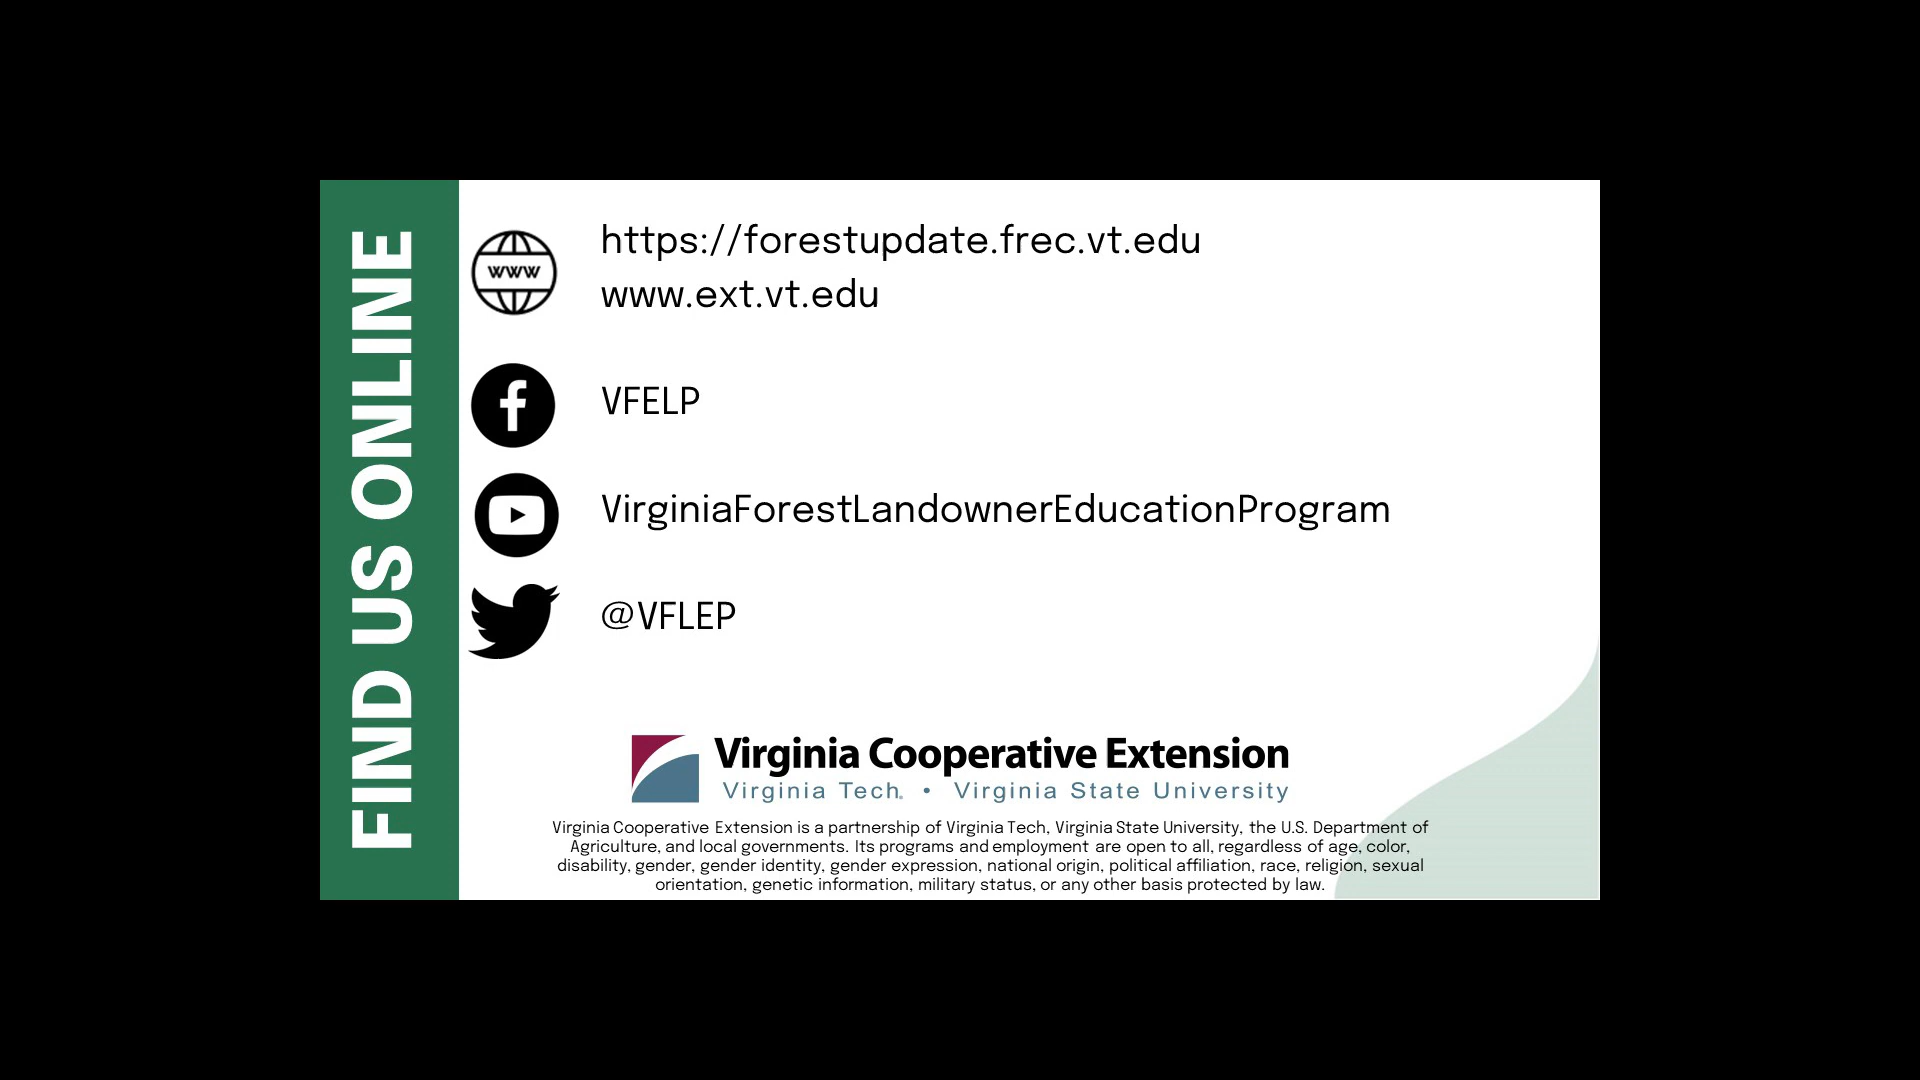 FIND US ONLINE
www
https://forestupdate.frec.vt.edu
www.ext.vt.edu
VFELP
VirginiaForestLandownerEducationProgram
@VFLEP
Virginia Cooperative Extension
Virginia Tech. • Virginia State University
Virginia Cooperative Extension is a partnership of Virginia Tech, Virginia State University, the U.S. Department of
Agriculture, and local governments. Its programs and employment are open to all, regardless of age, color,
disability, gender, gender identity, gender expression, national origin, political affiliation, race, religion, sexual
orientation, genetic information, military status, or any other basis protected by law.